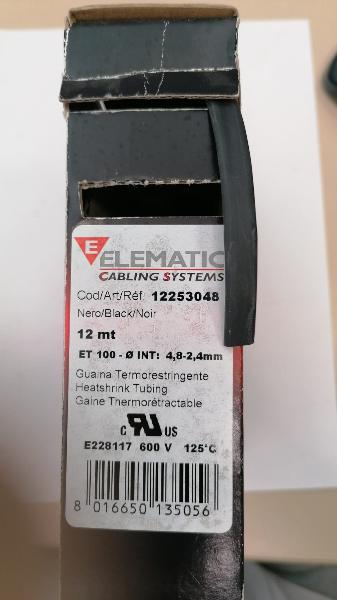 E ELEMATIC
CABLING SYSTEMS
Cod/Art/Réf. 12253048
Nero/Black/Noir
12 mt
ET 100 - Ø INT: 4,8-2,4mm
Guaina Termorestringente
Heatshrink Tubing
Gaine Thermorétractable
c RU US
E228117 600 V 125°C
8 016650 135056